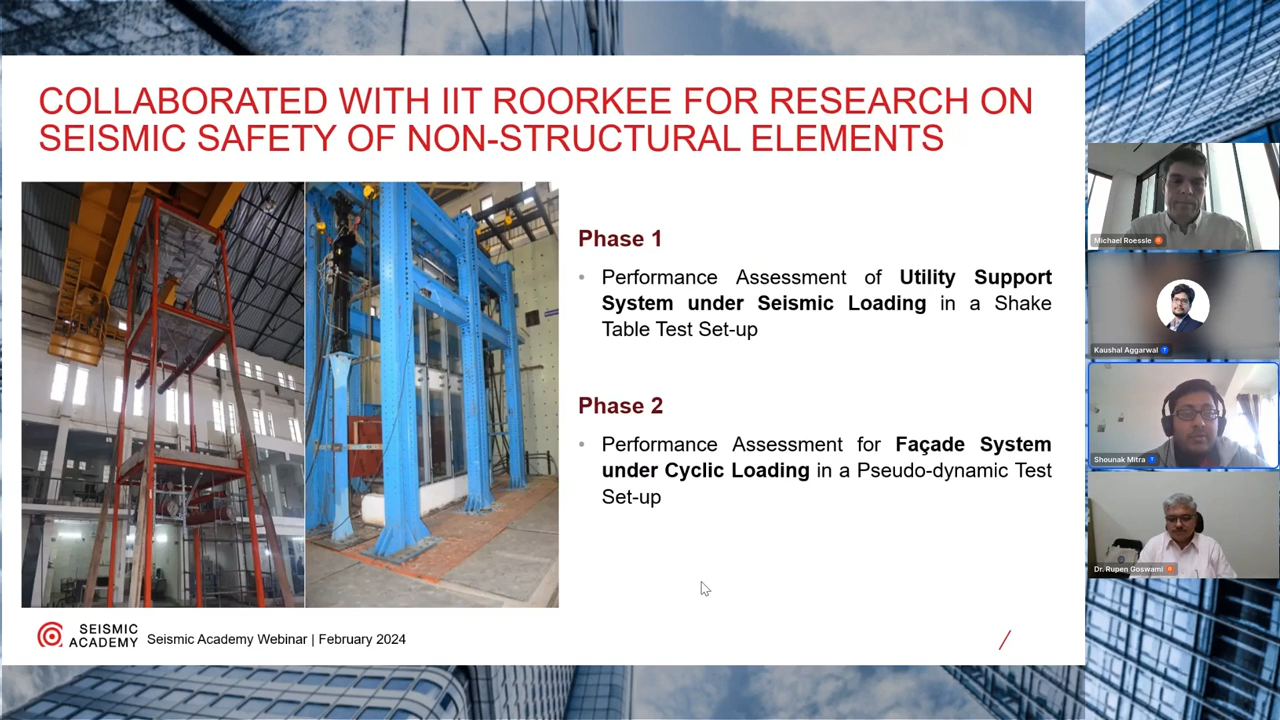 COLLABORATED WITH IIT ROORKEE FOR RESEARCH ON
SEISMIC SAFETY OF NON-STRUCTURAL ELEMENTS
Phase 1
• Performance Assessment of Utility Support
System under Seismic Loading in a Shake
Table Test Set-up
Phase 2
• Performance Assessment for Façade System
under Cyclic Loading in a Pseudo-dynamic Test
Set-up
SEISMIC
ACADEMY
Seismic Academy Webinar | February 2024
Michael Roessle
Kaushal Aggarwal
Shounak Mitra
Dr. Rupen Goswami